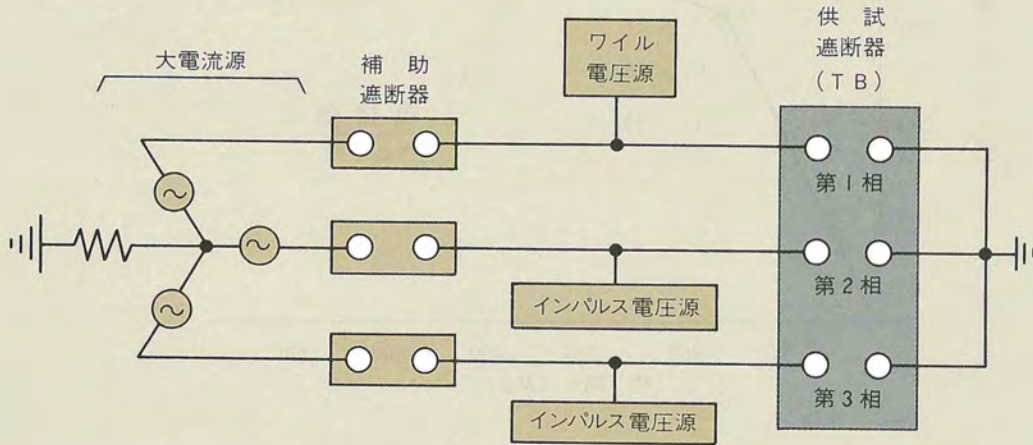 大電流源
補助
遮断器
ワイル
電圧源
供試
遮断器
(TB)
第1相
第2相
インパルス電圧源
第3相
インパルス電圧源